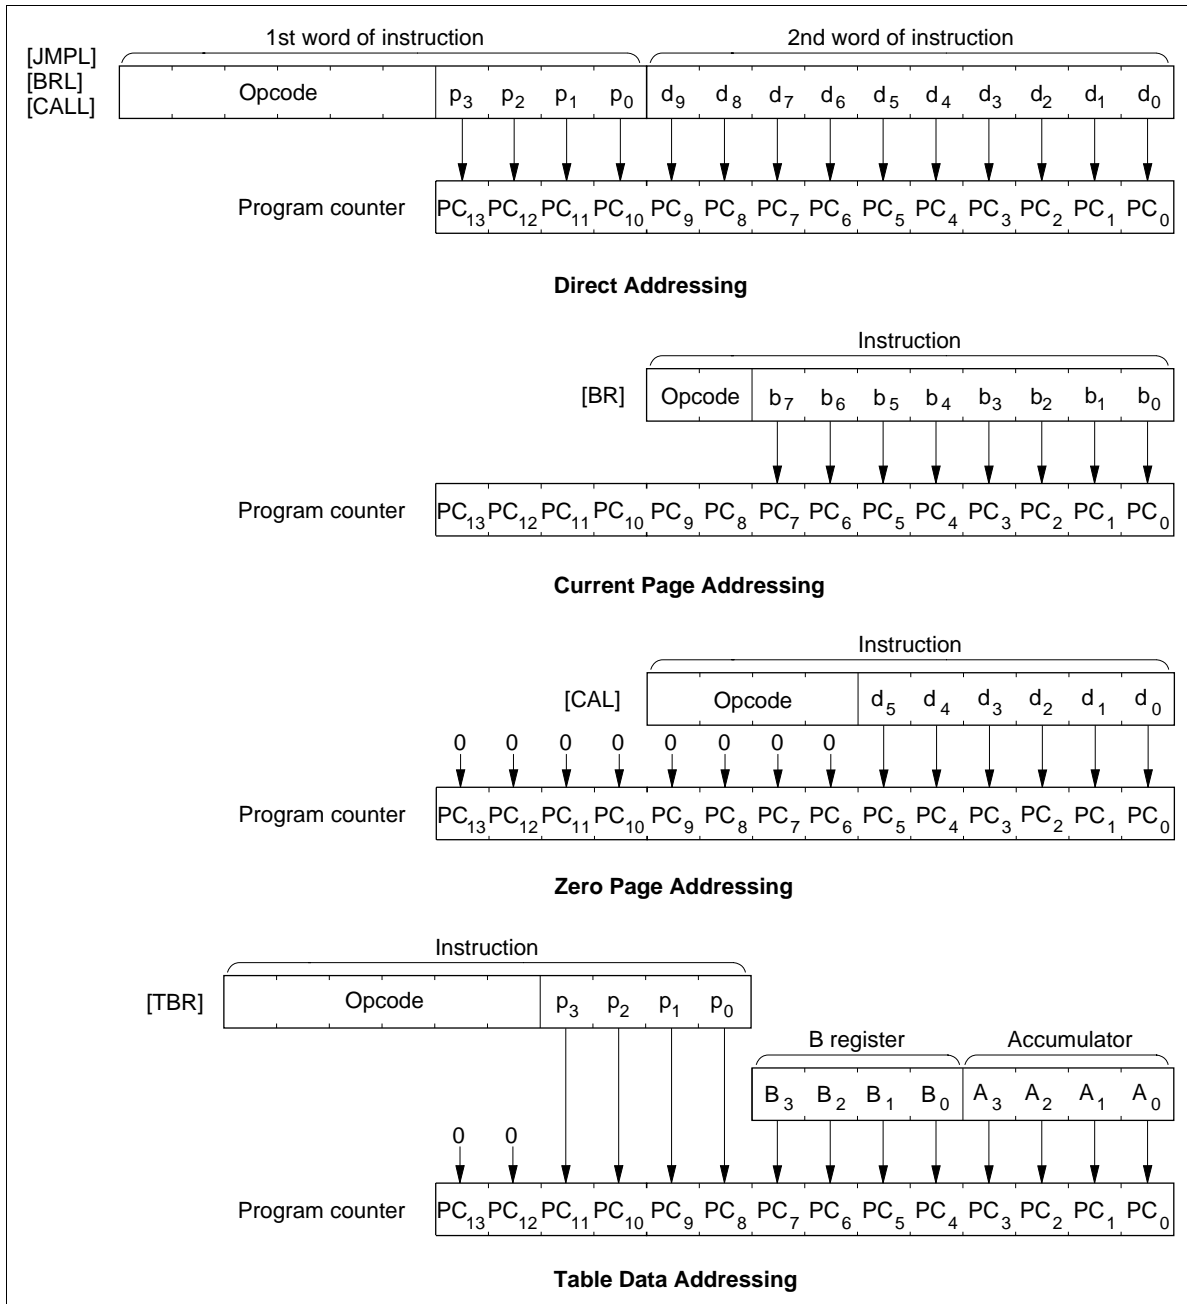 1st word of instruction 2nd word of instruction
[JMPL]
[BRL]
[CALL]
Opcode p3 p2 p1 p0 d9 d8 d7 d6 d5 d4 d3 d2 d1 d0
Program counter PC13 PC12 PC11 PC10 PC9 PC8 PC7 PC6 PC5 PC4 PC3 PC2 PC1 PC0
Direct Addressing
Instruction
[BR] Opcode b7 b6 b5 b4 b3 b2 b1 b0
Program counter PC13 PC12 PC11 PC10 PC9 PC8 PC7 PC6 PC5 PC4 PC3 PC2 PC1 PC0
Current Page Addressing
Instruction
[CAL] Opcode d5 d4 d3 d2 d1 d0
0 0 0 0 0 0 0 0
Program counter PC13 PC12 PC11 PC10 PC9 PC8 PC7 PC6 PC5 PC4 PC3 PC2 PC1 PC0
Zero Page Addressing
Instruction
[TBR] Opcode p3 p2 p1 p0
B register Accumulator
B3 B2 B1 B0 A3 A2 A1 A0
0 0
Program counter PC13 PC12 PC11 PC10 PC9 PC8 PC7 PC6 PC5 PC4 PC3 PC2 PC1 PC0
Table Data Addressing